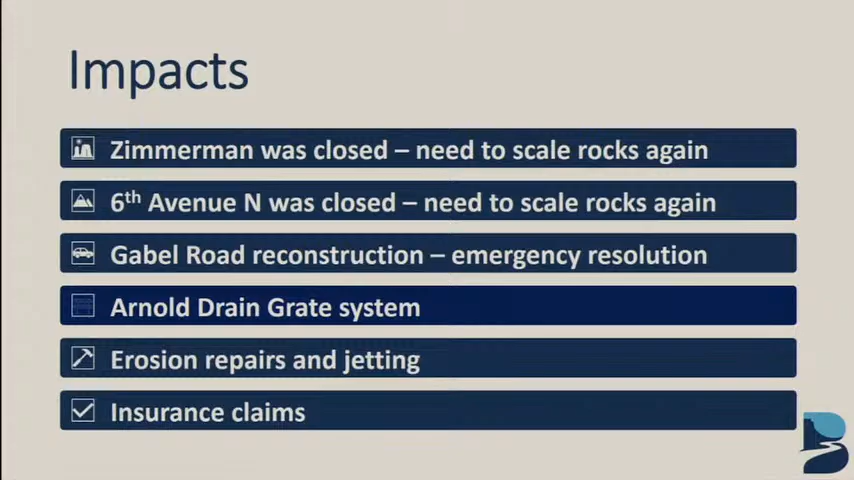 Impacts
Zimmerman was closed – need to scale rocks again
6th Avenue N was closed – need to scale rocks again
Gabel Road reconstruction – emergency resolution
Arnold Drain Grate system
Erosion repairs and jetting
Insurance claims